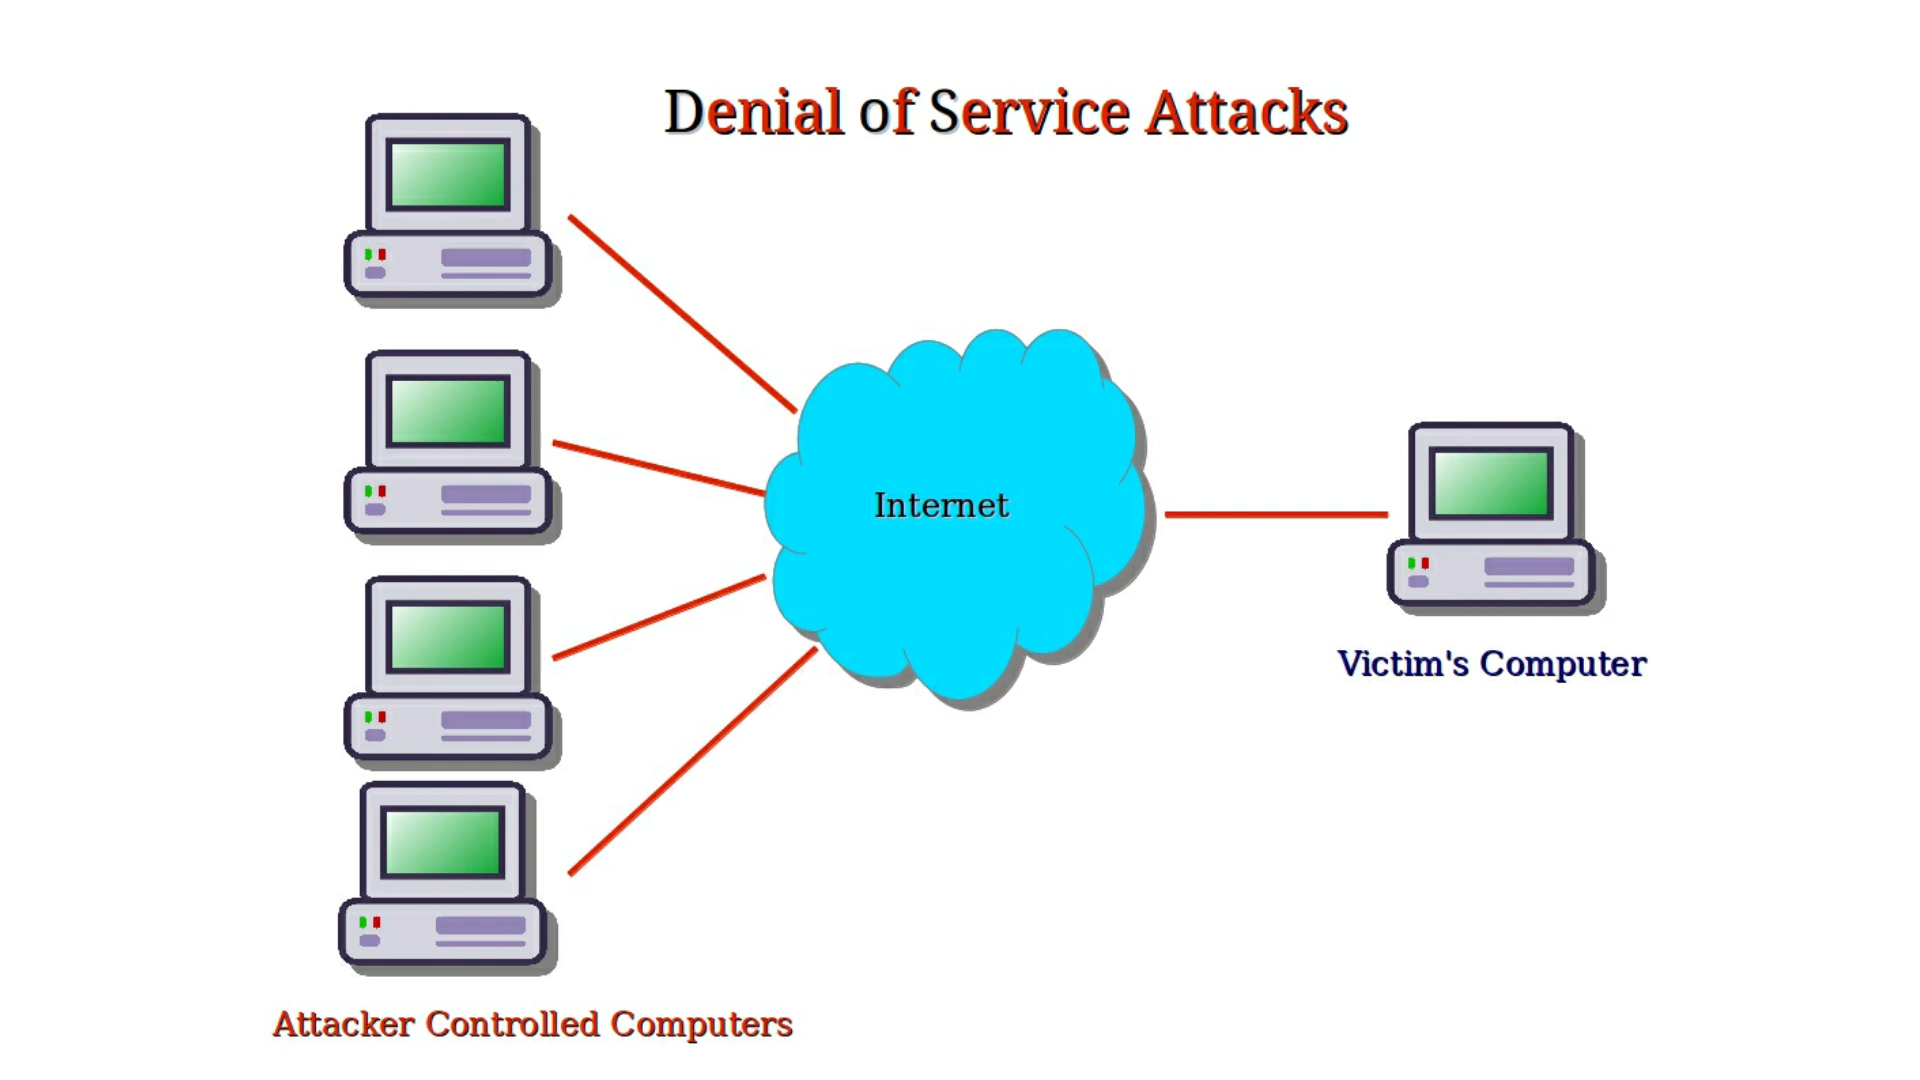 Denial of Service Attacks
Internet
Victim's Computer
Attacker Controlled Computers